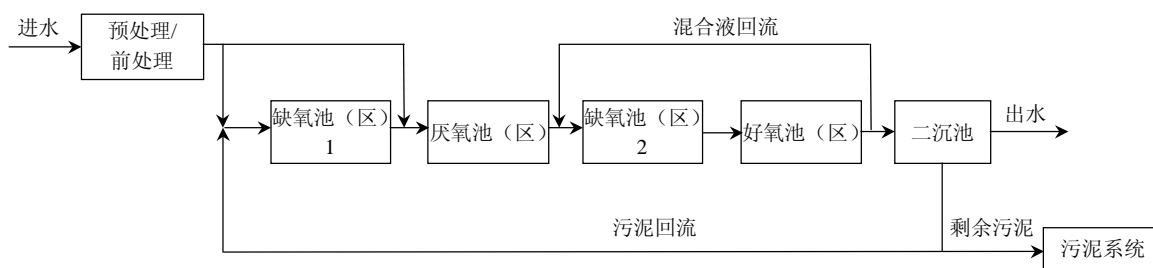 进水
预处理/
前处理
混合液回流
缺氧池（区）
1
厌氧池（区）
缺氧池（区）
2
好氧池（区）
二沉池
出水
污泥回流
剩余污泥
污泥系统